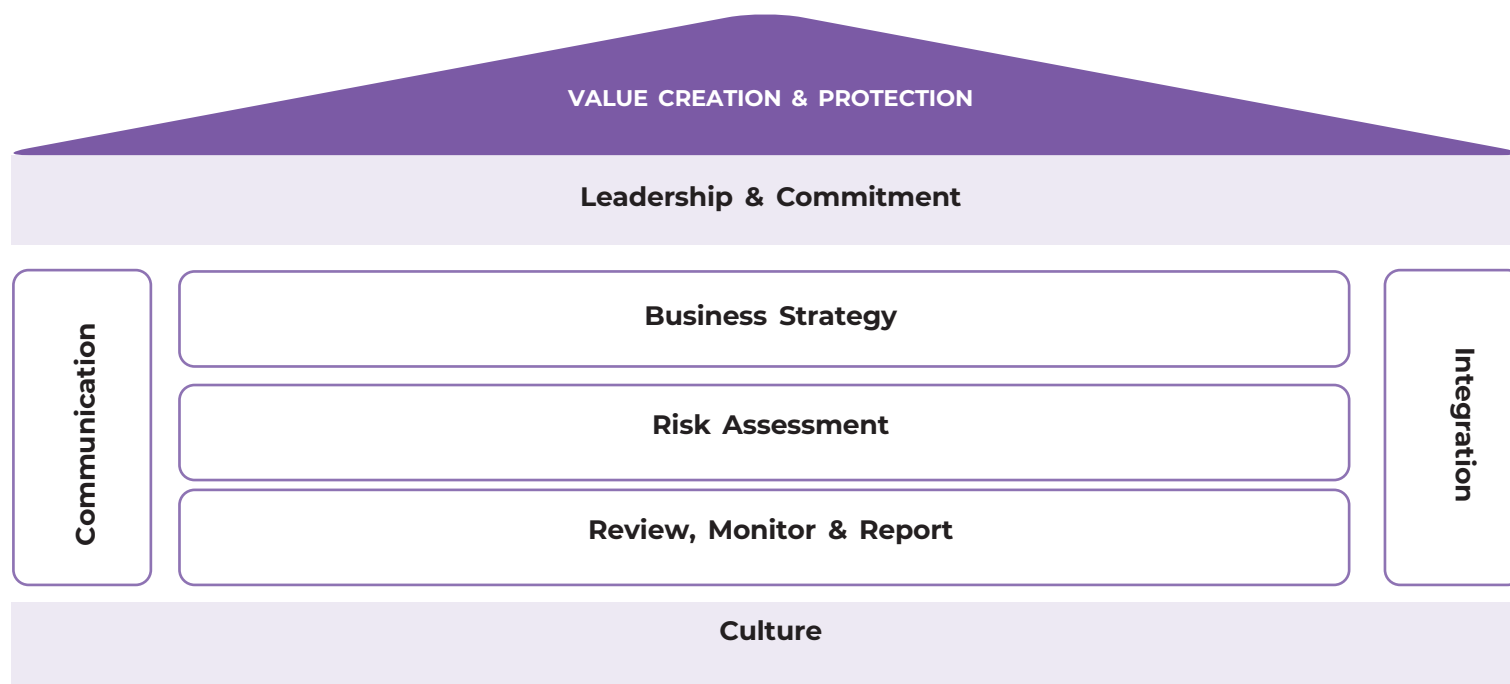 VALUE CREATION & PROTECTION
Leadership & Commitment
Communication
Business Strategy
Risk Assessment
Review, Monitor & Report
Integration
Culture